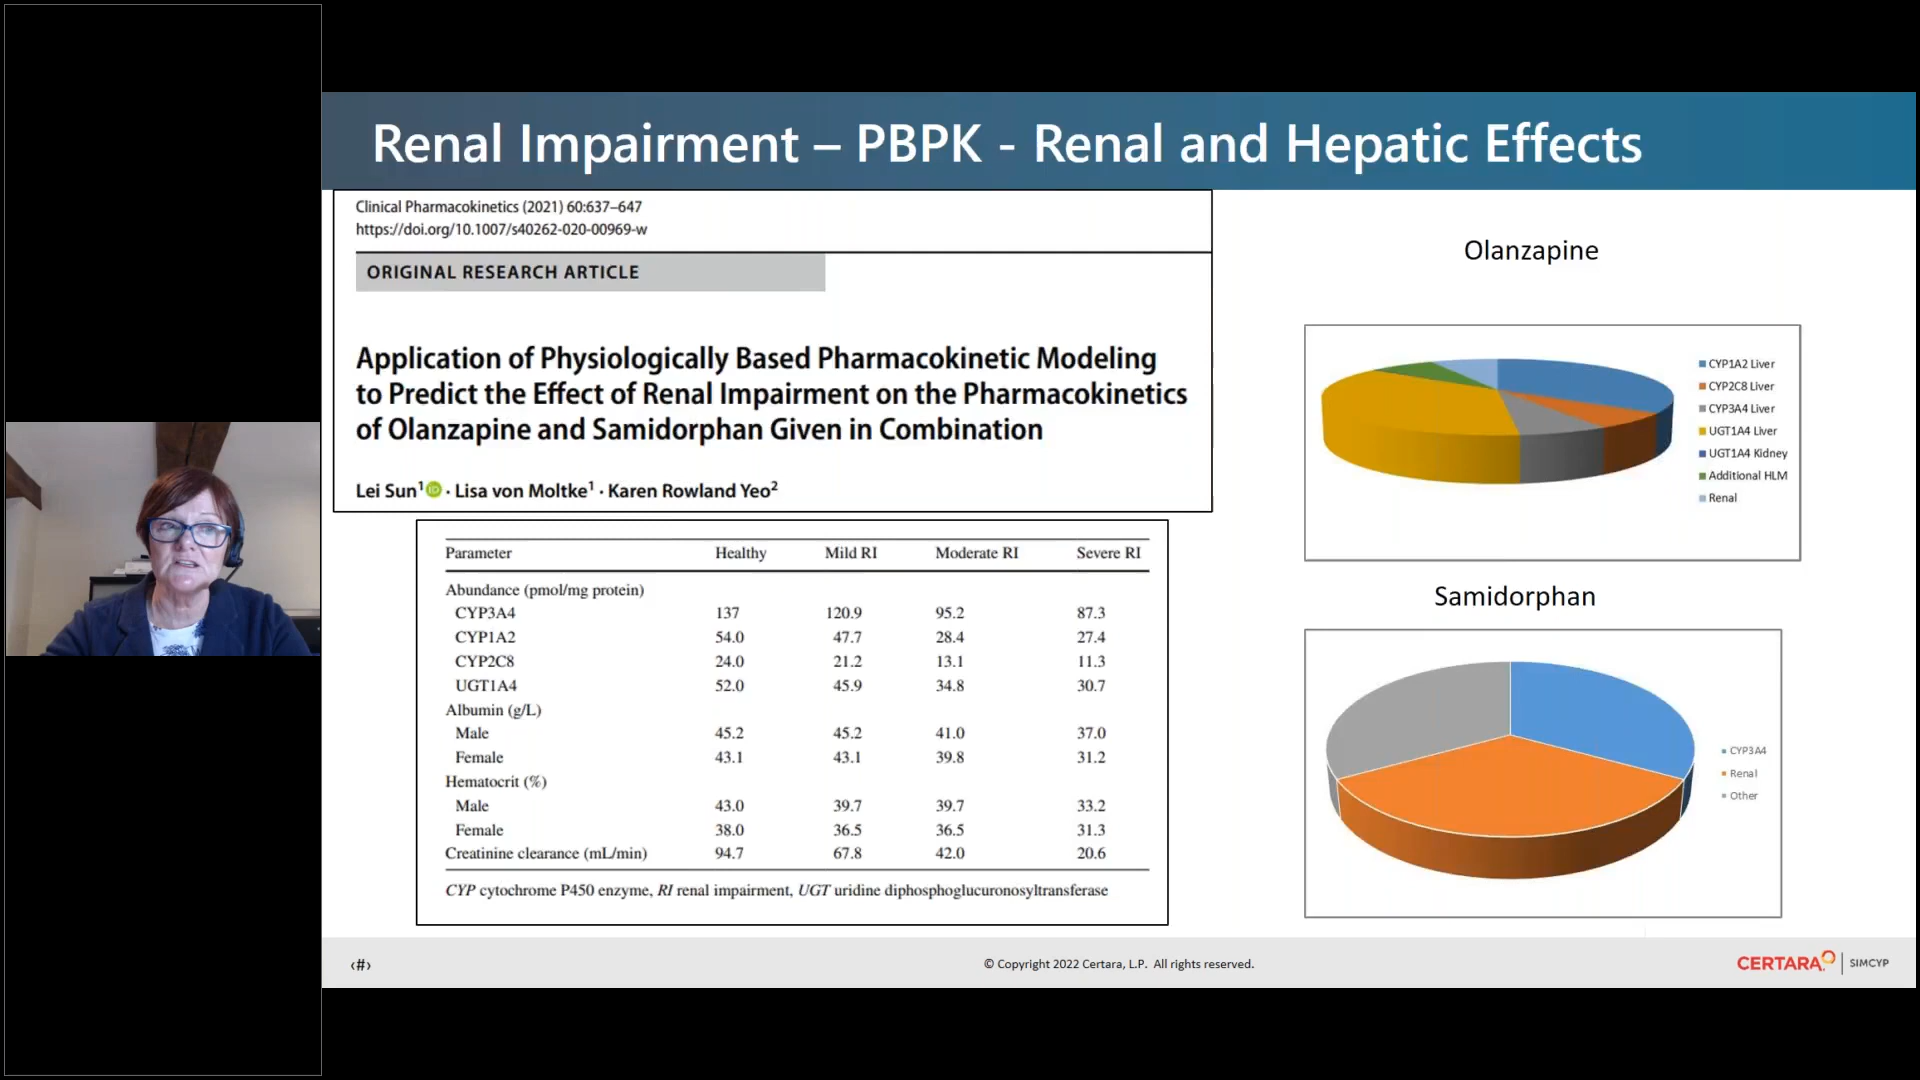 Renal Impairment – PBPK - Renal and Hepatic Effects
Clinical Pharmacokinetics (2021) 60:637–647
https://doi.org/10.1007/s40262-020-00969-w
ORIGINAL RESEARCH ARTICLE
Application of Physiologically Based Pharmacokinetic Modeling
to Predict the Effect of Renal Impairment on the Pharmacokinetics
of Olanzapine and Samidorphan Given in Combination
Lei Sun1 iD · Lisa von Moltke1 · Karen Rowland Yeo2
Parameter Healthy Mild RI Moderate RI Severe RI
Abundance (pmol/mg protein)
CYP3A4 137 120.9 95.2 87.3
CYP1A2 54.0 47.7 28.4 27.4
CYP2C8 24.0 21.2 13.1 11.3
UGT1A4 52.0 45.9 34.8 30.7
Albumin (g/L)
Male 45.2 45.2 41.0 37.0
Female 43.1 43.1 39.8 31.2
Hematocrit (%)
Male 43.0 39.7 39.7 33.2
Female 38.0 36.5 36.5 31.3
Creatinine clearance (mL/min) 94.7 67.8 42.0 20.6
CYP cytochrome P450 enzyme, RI renal impairment, UGT uridine diphosphoglucuronosyltransferase
Olanzapine
CYP1A2 Liver
CYP2C8 Liver
CYP3A4 Liver
UGT1A4 Liver
UGT1A4 Kidney
Additional HLM
Renal
Samidorphan
CYP3A4
Renal
Other
‹#›
© Copyright 2022 Certara, L.P. All rights reserved.
CERTARA | SIMCYP